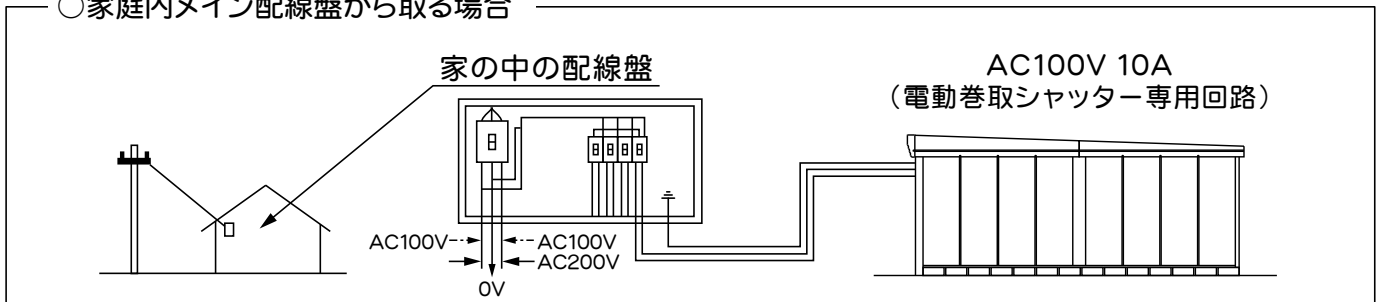 ○家庭内メイン配線盤から取る場合
家の中の配線盤
AC100V 10A
（電動巻取シャッター専用回路）
AC100V
AC100V
AC200V
0V